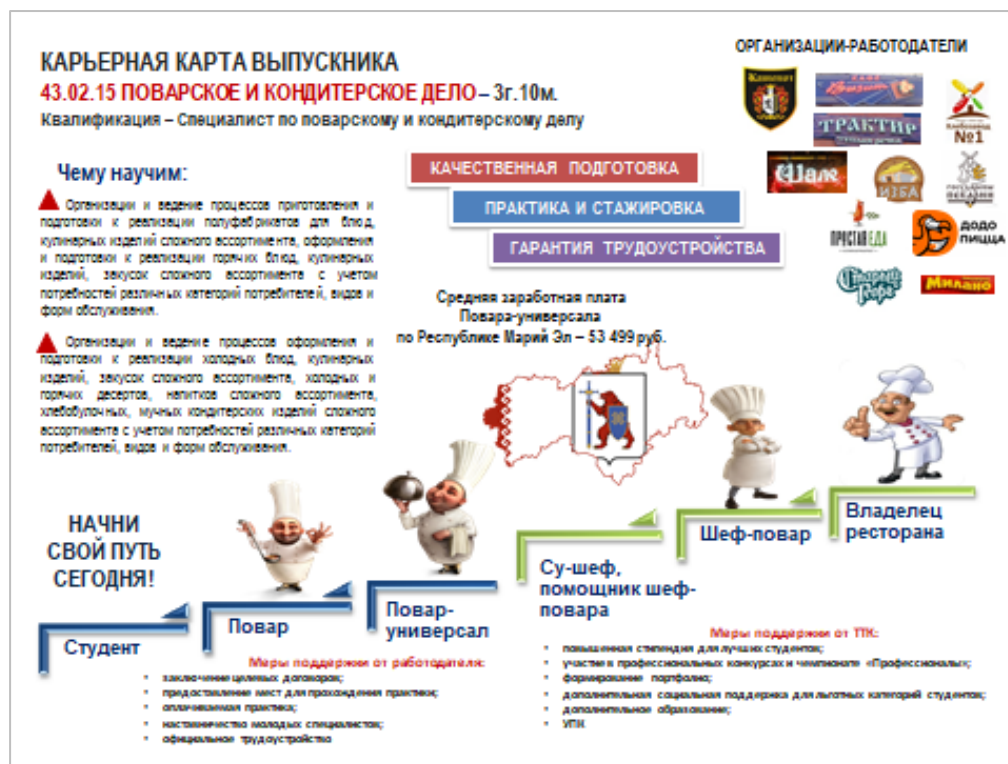 КАРЬЕРНАЯ КАРТА ВЫПУСКНИКА
43.02.15 ПОВАРСКОЕ И КОНДИТЕРСКОЕ ДЕЛО – 3г.10м.
Квалификация – Специалист по поварскому и кондитерскому делу
ОРГАНИЗАЦИИ-РАБОТОДАТЕЛИ
ТРАКТИР
№1
Шале
ИЗБА
ПРОСТАЯ ЕДА
ДОДО
ПИЦЦА
Милано
Чему научим:
Организации и ведение процессов приготовления и
подготовки к реализации полуфабрикатов для блюд,
кулинарных изделий сложного ассортимента, оформления
и подготовки к реализации горячих блюд, кулинарных
изделий, закусок сложного ассортимента с учетом
потребностей различных категорий потребителей, видов и
форм обслуживания.
Организации и ведение процессов оформления и
подготовки к реализации холодных блюд, кулинарных
изделий, закусок сложного ассортимента, холодных и
горячих десертов, напитков сложного ассортимента,
хлебобулочных, мучных кондитерских изделий сложного
ассортимента с учетом потребностей различных категорий
потребителей, видов и форм обслуживания.
КАЧЕСТВЕННАЯ ПОДГОТОВКА
ПРАКТИКА И СТАЖИРОВКА
ГАРАНТИЯ ТРУДОУСТРОЙСТВА
Средняя заработная плата
Повара-универсала
по Республике Марий Эл – 53 499 руб.
НАЧНИ
СВОЙ ПУТЬ
СЕГОДНЯ!
Студент
Повар
Повар-
универсал
Су-шеф,
помощник шеф-
повара
Шеф-повар
Владелец
ресторана
Меры поддержки от работодателя:
• заключение целевых договоров;
• предоставление мест для прохождения практики;
• оплачиваемая практика;
• наставничество молодых специалистов;
• официальное трудоустройство
Меры поддержки от ТТК:
• повышенная стипендия для лучших студентов;
• участие в профессиональных конкурсах и чемпионате «Профессионалы»;
• формирование портфолио;
• дополнительная социальная поддержка для льготных категорий студентов;
• дополнительное образование;
• УПК